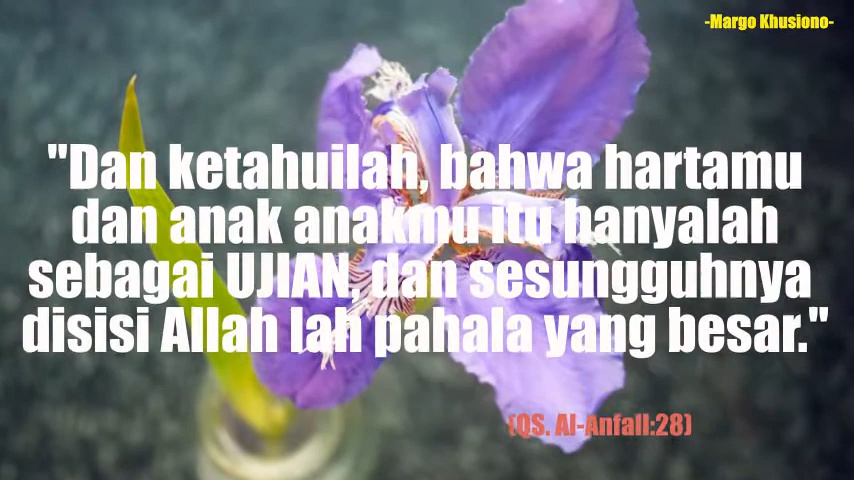 -Margo Khusiono-
"Dan ketahuilah, bahwa hartamu
dan anak anakmu itu hanyalah
sebagai UJIAN, dan sesungguhnya
disisi Allah lah pahala yang besar."
(QS. Al-Anfall:28)